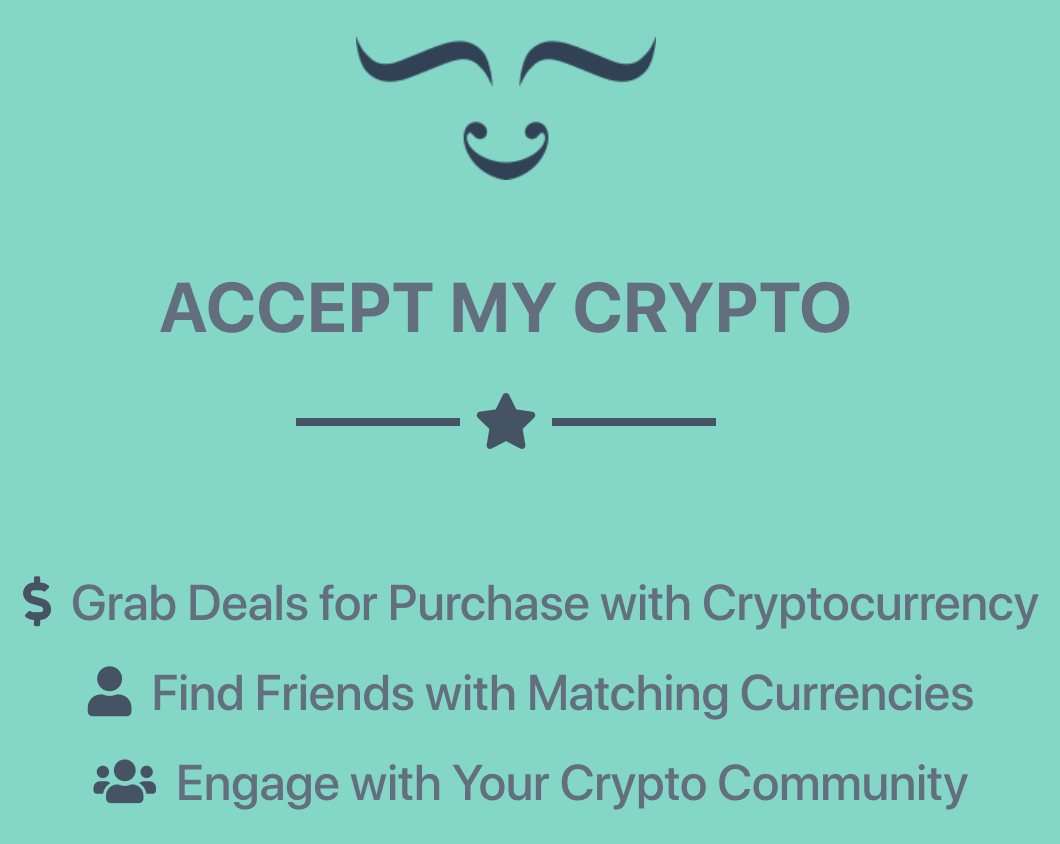 ACCEPT MY CRYPTO
Grab Deals for Purchase with Cryptocurrency
Find Friends with Matching Currencies
Engage with Your Crypto Community